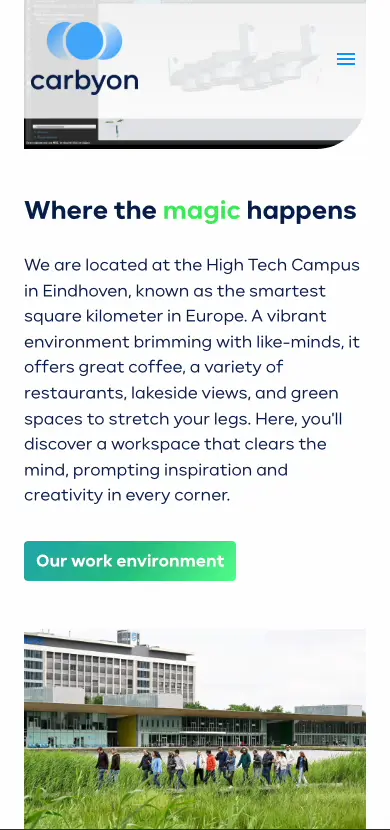 carbyon
Where the magic happens
We are located at the High Tech Campus
in Eindhoven, known as the smartest
square kilometer in Europe. A vibrant
environment brimming with like-minds, it
offers great coffee, a variety of
restaurants, lakeside views, and green
spaces to stretch your legs. Here, you'll
discover a workspace that clears the
mind, prompting inspiration and
creativity in every corner.
Our work environment